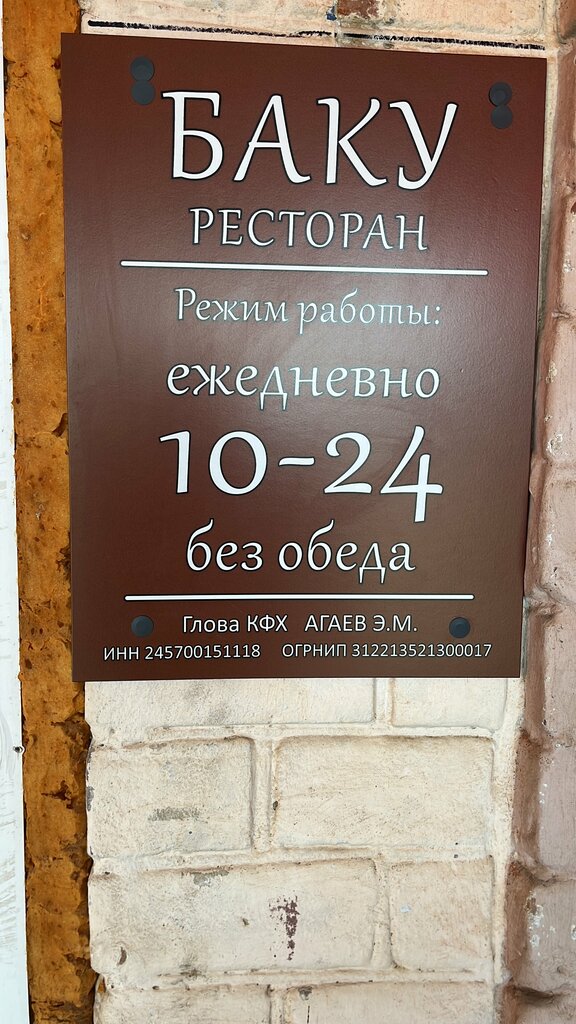 БАКУ
РЕСТОРАН
Режим работы:
ежедневно
10-24
без обеда
Глова КФХ АГАЕВ Э.М.
ИНН 245700151118 ОГРНИП 312213521300017